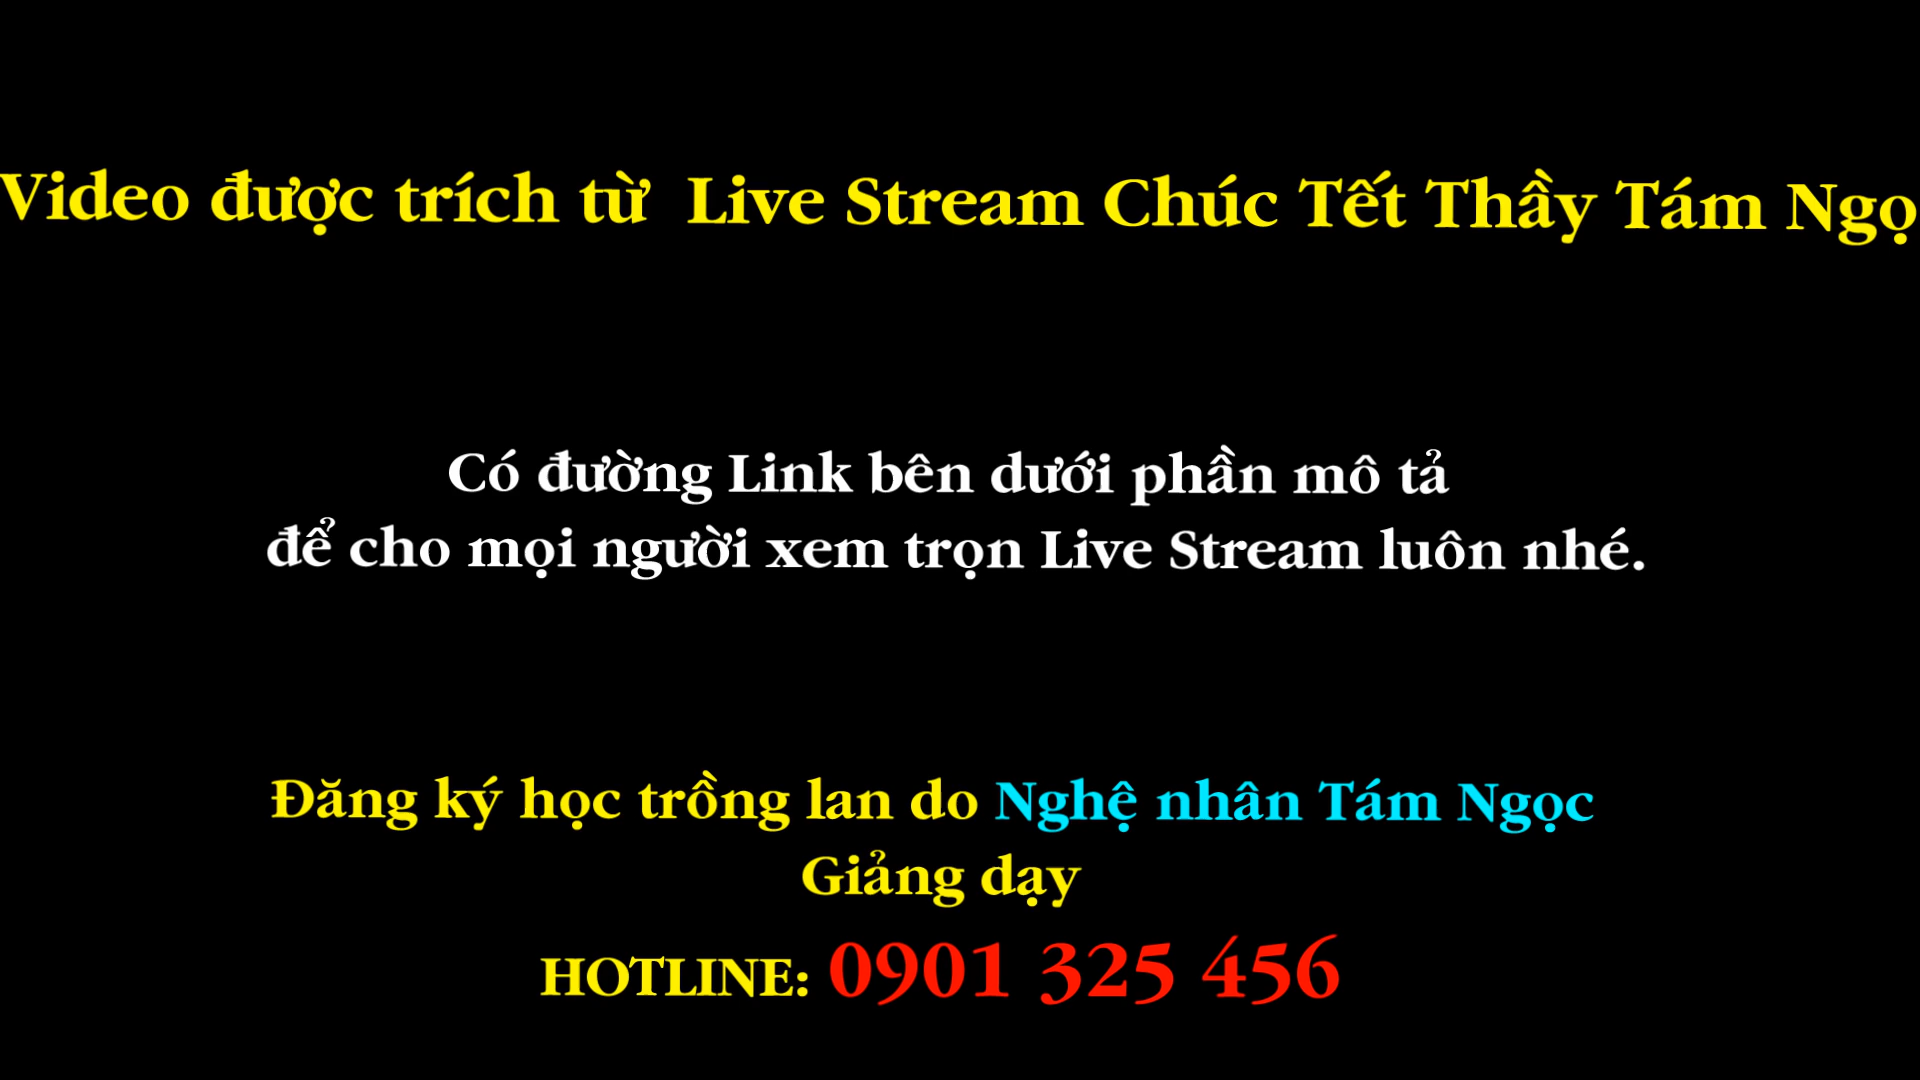 Video được trích từ Live Stream Chúc Tết Thầy Tám Ngọ
Có đường Link bên dưới phần mô tả
để cho mọi người xem trọn Live Stream luôn nhé.
Đăng ký học trồng lan do Nghệ nhân Tám Ngọc
Giảng dạy
HOTLINE: 0901 325 456